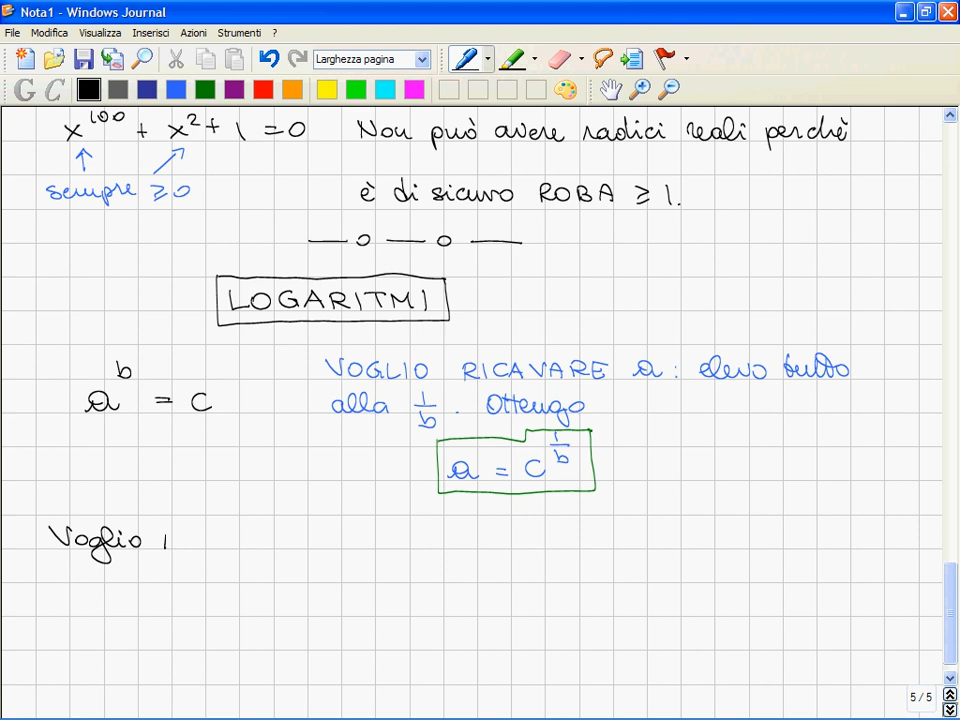 Nota1 - Windows Journal
File Modifica Visualizza Inserisci Azioni Strumenti ?
Larghezza pagina
G C
x^100 + x^2 + 1 = 0 Non può avere radici reali perchè
sempre ≥0 è di sicuro ROBA ≥ 1.
— o — o —
LOGARITMI
a^b = c
VOGLIO RICAVARE a : elevo tutto
alla 1/b . Ottengo
a = c^1/b
Voglio
5 / 5